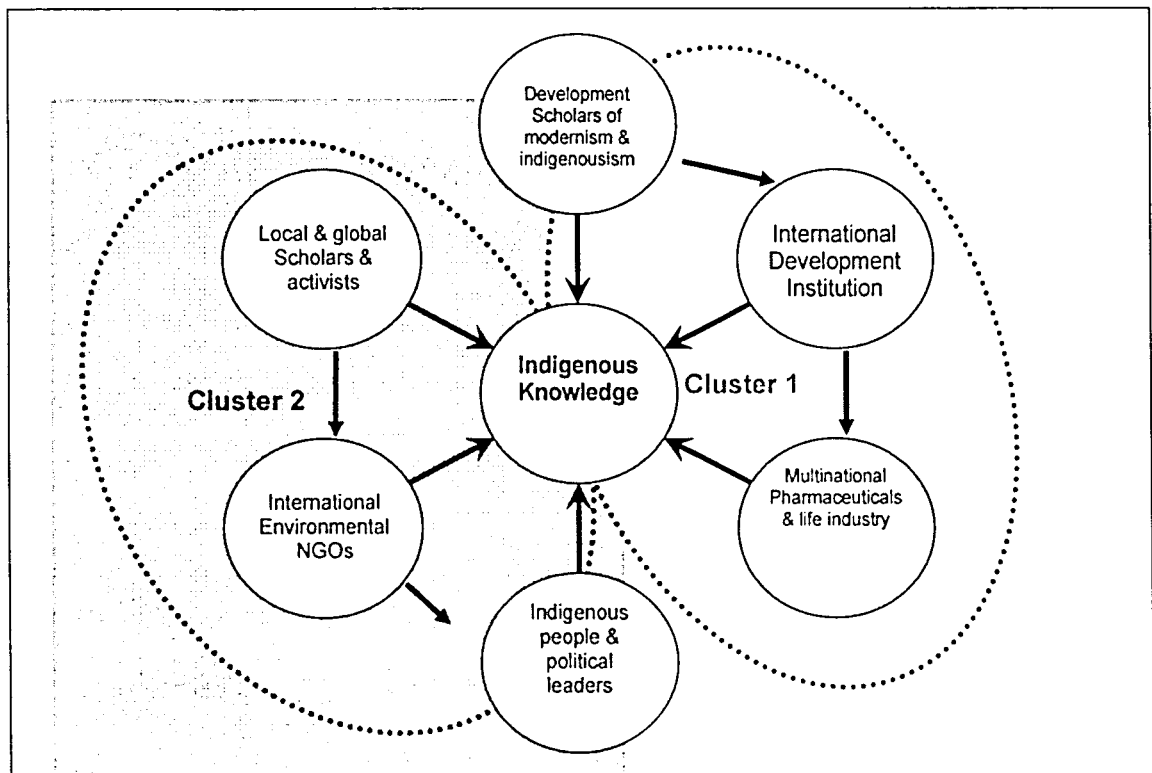 Development
Scholars of
modernism &
indigenousism
Local & global
Scholars &
activists
International
Development
Institution
Indigenous
Knowledge
Cluster 1
Cluster 2
International
Environmental
NGOs
Multinational
Pharmaceuticals
& life industry
Indigenous
people &
political
leaders